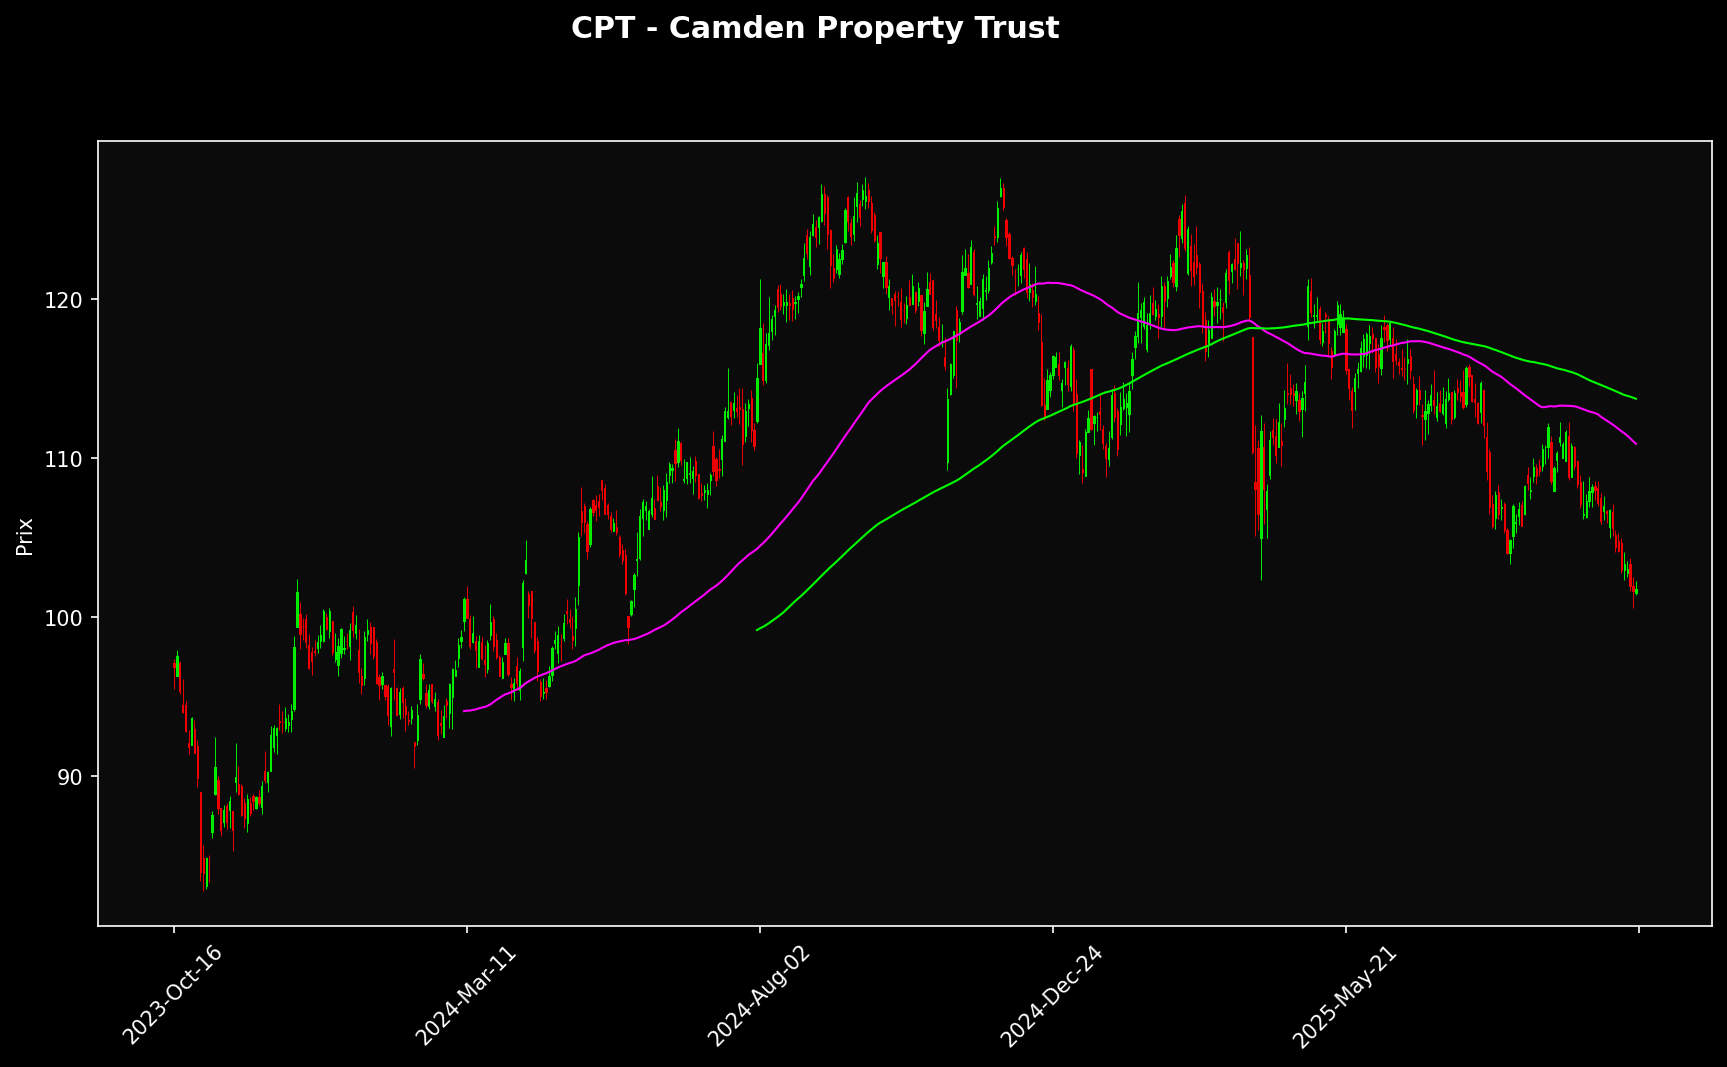 CPT - Camden Property Trust
Prix
120
110
100
90
2023-Oct-16
2024-Mar-11
2024-Aug-02
2024-Dec-24
2025-May-21